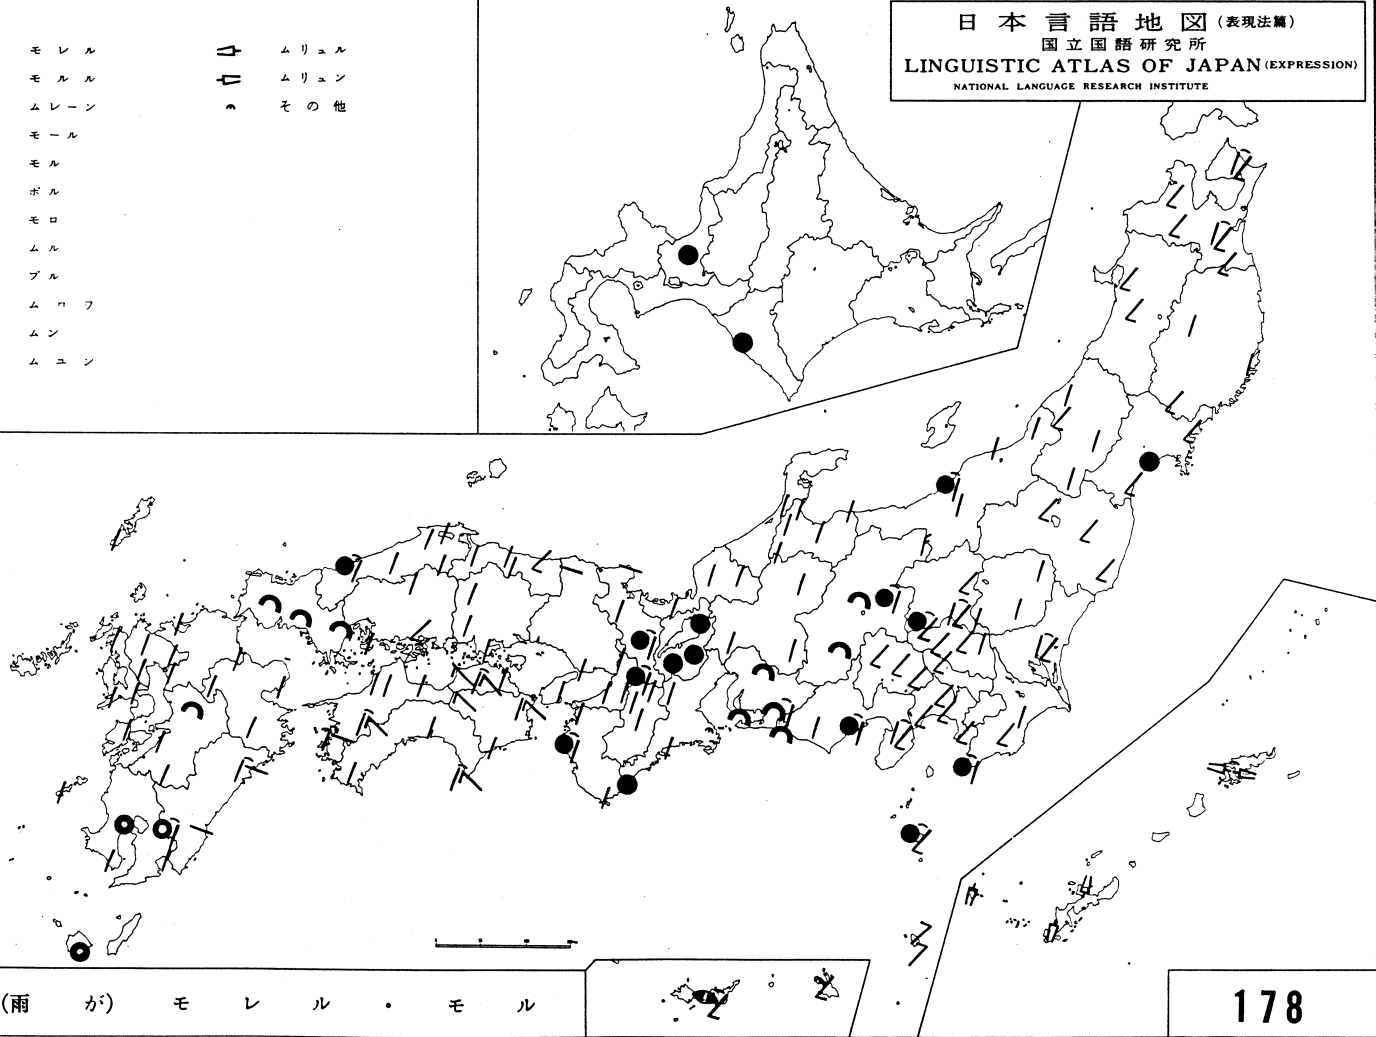 日本言語地図(表現法篇)
国立国語研究所
LINGUISTIC ATLAS OF JAPAN (EXPRESSION)
NATIONAL LANGUAGE RESEARCH INSTITUTE
モレル
モルル
ムレーン
モール
モル
ボル
モロ
ムル
ブル
ムロフ
ムン
ムユン
ムリュル
ムリュン
その他
(雨が) モレル・モル
178